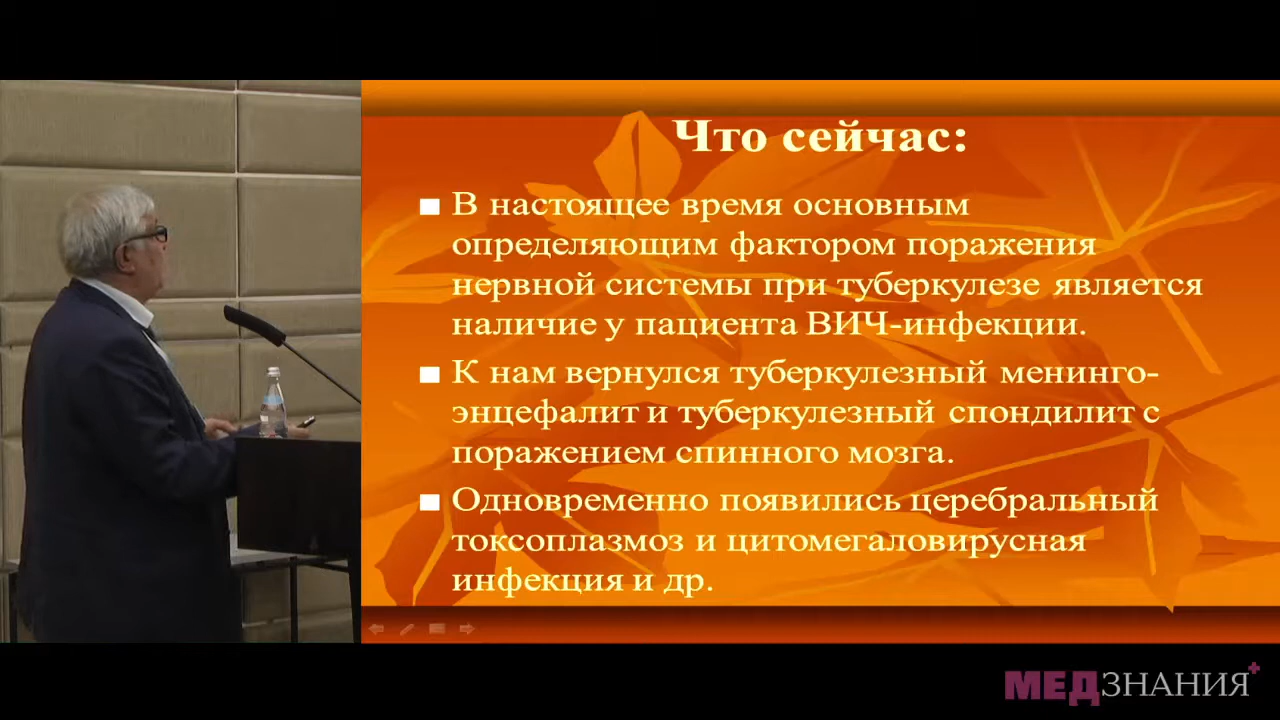 Что сейчас:
В настоящее время основным
определяющим фактором поражения
нервной системы при туберкулезе является
наличие у пациента ВИЧ-инфекции.
К нам вернулся туберкулезный менинго-
энцефалит и туберкулезный спондилит с
поражением спинного мозга.
Одновременно появились церебральный
токсоплазмоз и цитомегаловирусная
инфекция и др.
МЕДЗНАНИЯ+